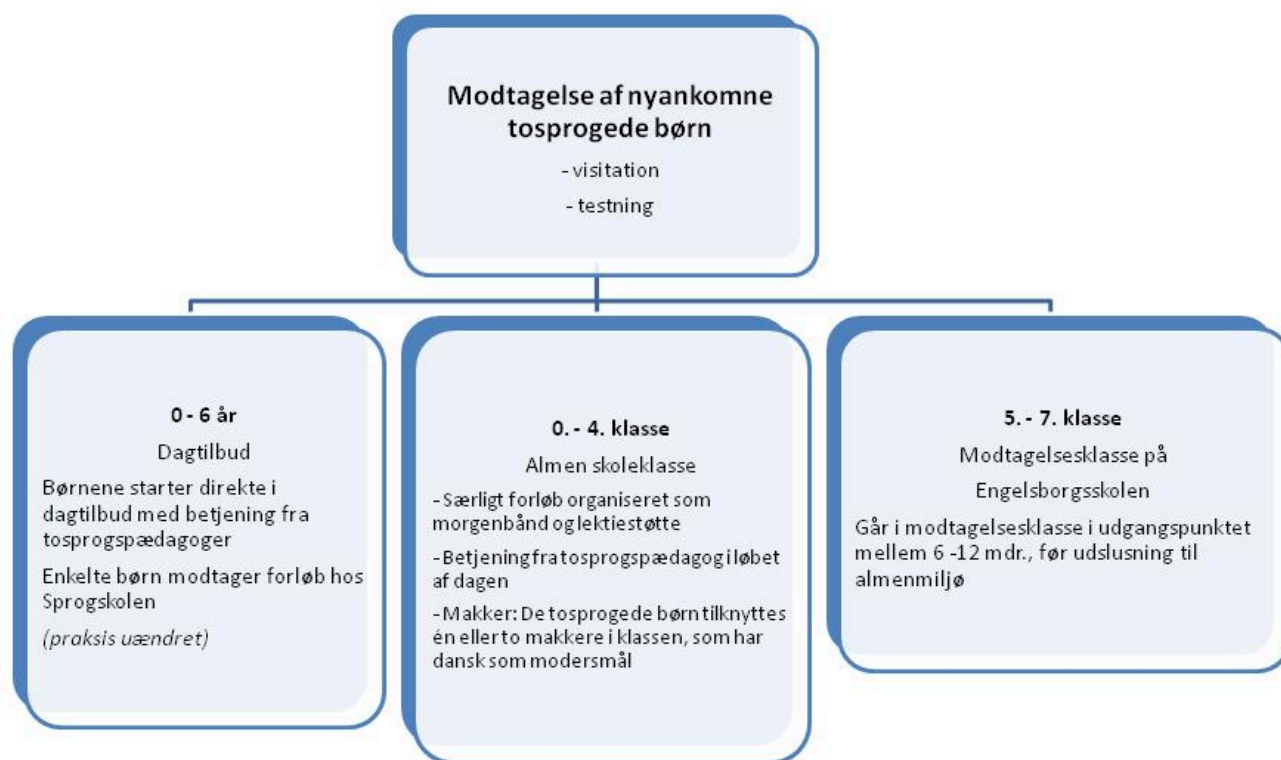 Modtagelse af nyankomne
tosprogede børn
- visitation
- testning
0 - 6 år
Dagtilbud
Børnene starter direkte i
dagtilbud med betjening fra
tosprogspædagoger
Enkelte børn modtager forløb hos
Sprogskolen
(praksis uændret)
0. - 4. klasse
Almen skoleklasse
- Særligt forløb organiseret som
morgenbånd og lektiestøtte
- Betjening fra tosprogspædagog i løbet
af dagen
- Makker: De tosprogede børn tilknyttes
én eller to makkere i klassen, som har
dansk som modersmål
5. - 7. klasse
Modtagelsesklasse på
Engelsborgsskolen
Går i modtagelsesklasse i udgangspunktet
mellem 6 -12 mdr., før udslusning til
almenmiljø